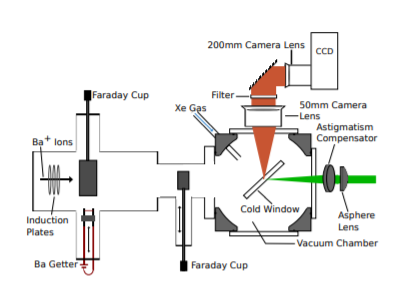 200mm Camera Lens
CCD
Faraday Cup
Filter
Xe Gas
50mm Camera
Lens
Astigmatism
Compensator
Ba+ Ions
Cold Window
Induction
Plates
Asphere
Lens
Vacuum Chamber
Ba Getter
Faraday Cup